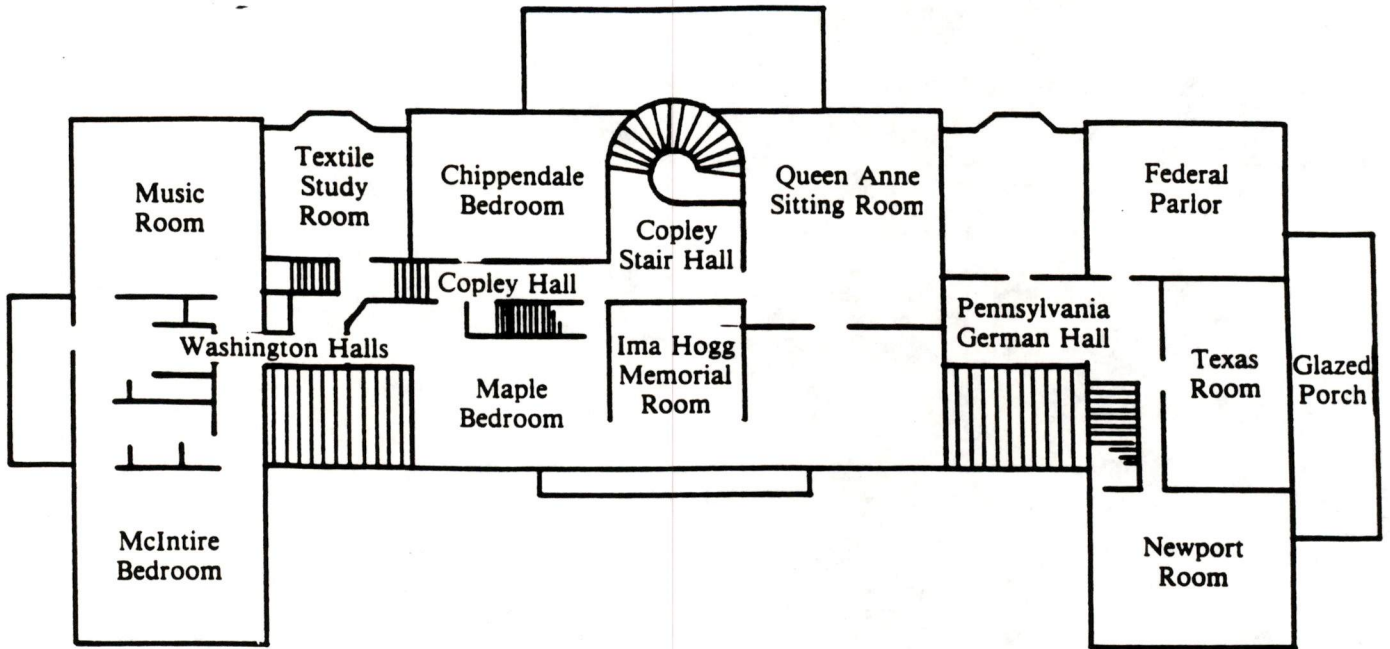 Music
Room
Textile
Study
Room
Chippendale
Bedroom
Copley
Stair Hall
Queen Anne
Sitting Room
Federal
Parlor
Copley Hall
Washington Halls
Maple
Bedroom
Ima Hogg
Memorial
Room
Pennsylvania
German Hall
Texas
Room
Glazed
Porch
McIntire
Bedroom
Newport
Room